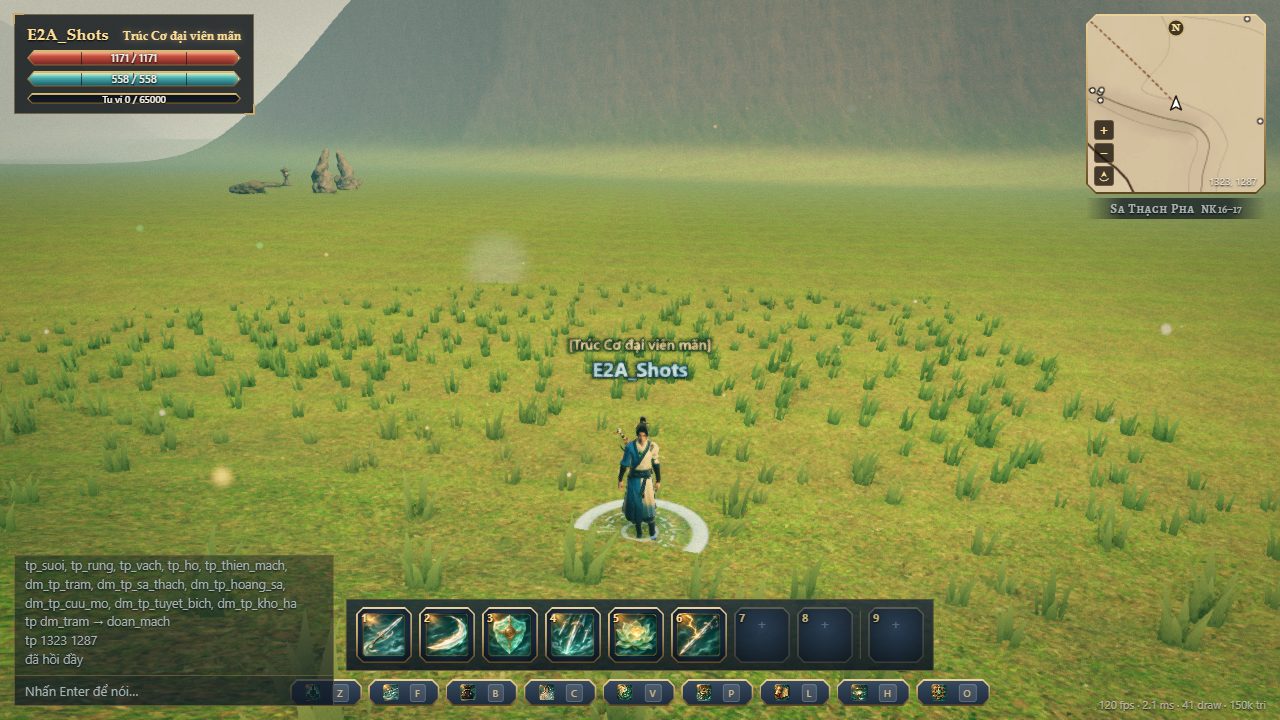 E2A_Shots Trúc Cơ đại viên mãn
1171 / 1171
558 / 558
Tu vi 0 / 65000
N
+
−
1323, 1287
Sa Thạch Pha NK16–17
[Trúc Cơ đại viên mãn]
E2A_Shots
tp_suoi, tp_rung, tp_vach, tp_ho, tp_thien_mach,
dm_tp_tram, dm_tp_sa_thach, dm_tp_hoang_sa,
dm_tp_cuu_mo, dm_tp_tuyet_bich, dm_tp_kho_ha
tp dm_tram → doan_mach
tp 1323 1287
đã hồi đầy
Nhấn Enter để nói...
1 2 3 4 5 6 7 + 8 + 9 +
Z F B C V P L H O
120 fps · 2.1 ms · 41 draw · 150k tri